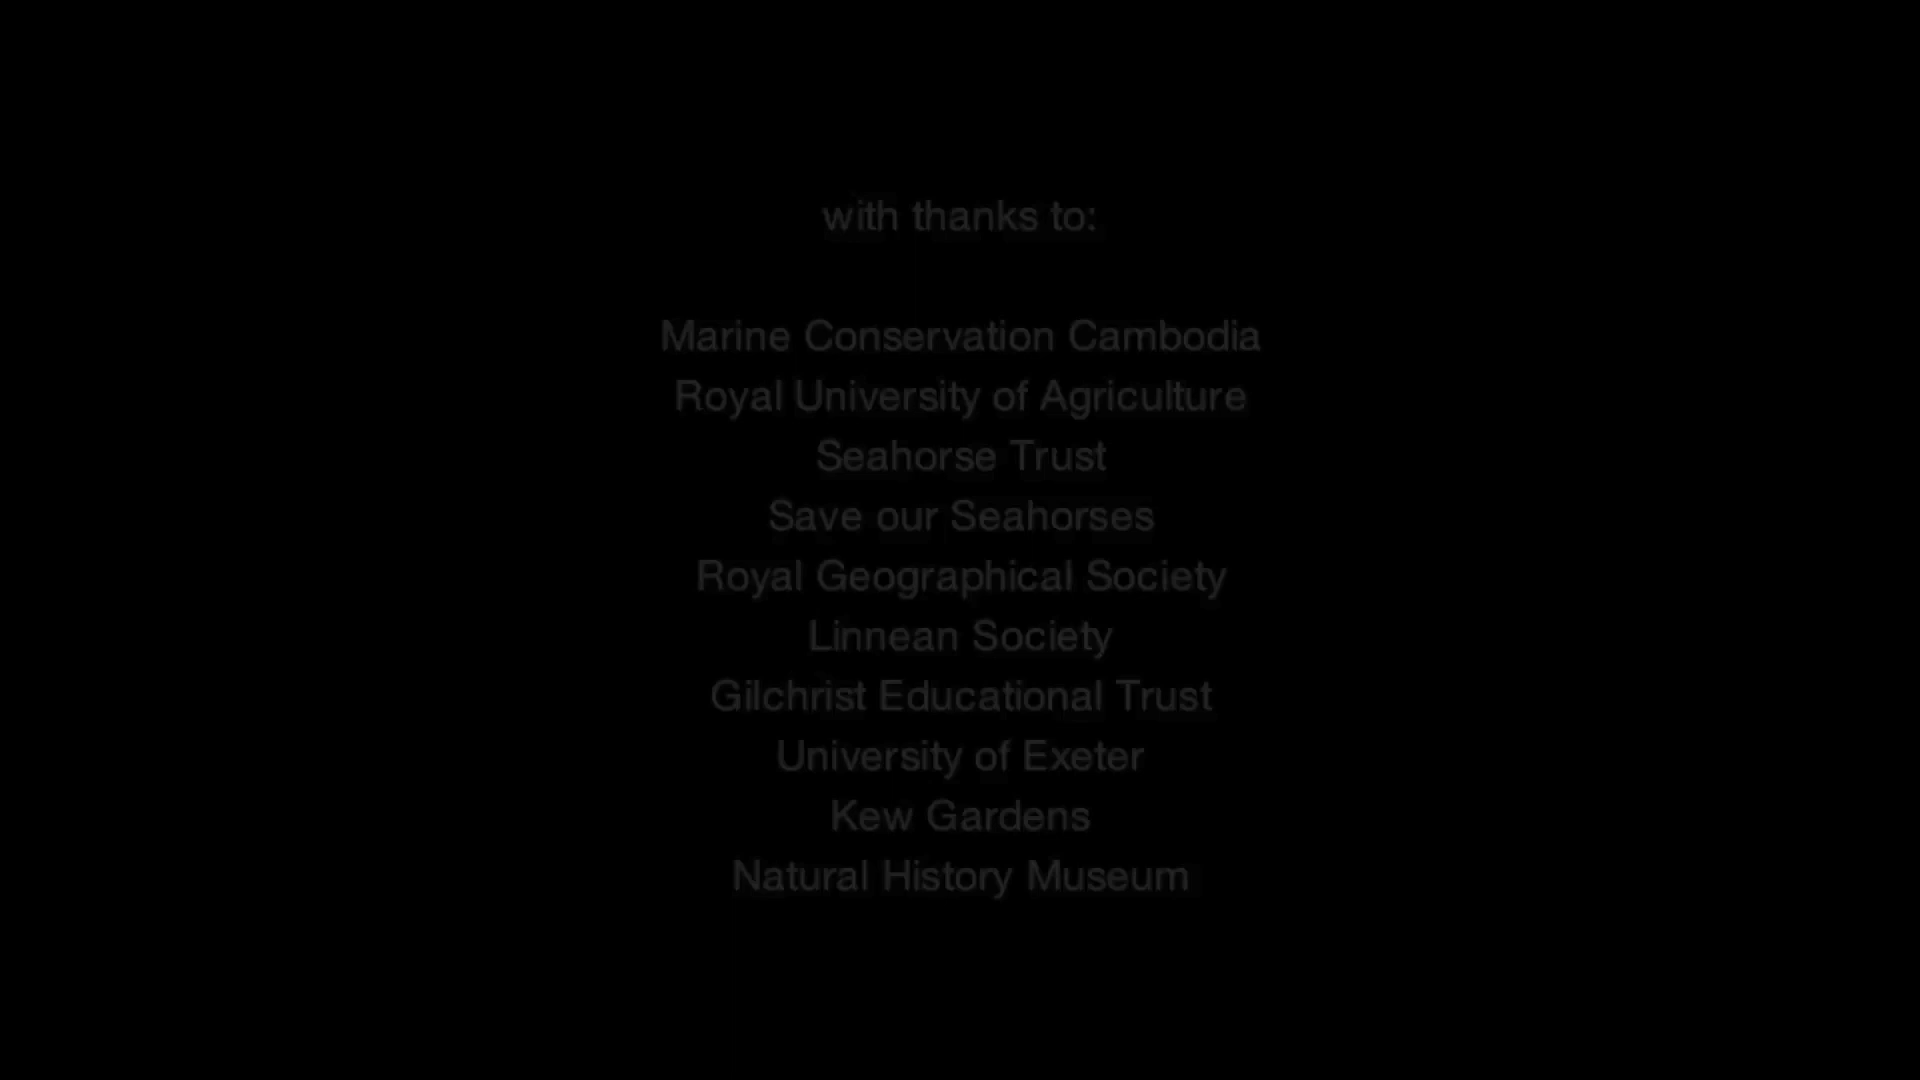 with thanks to:
Marine Conservation Cambodia
Royal University of Agriculture
Seahorse Trust
Save our Seahorses
Royal Geographical Society
Linnean Society
Gilchrist Educational Trust
University of Exeter
Kew Gardens
Natural History Museum